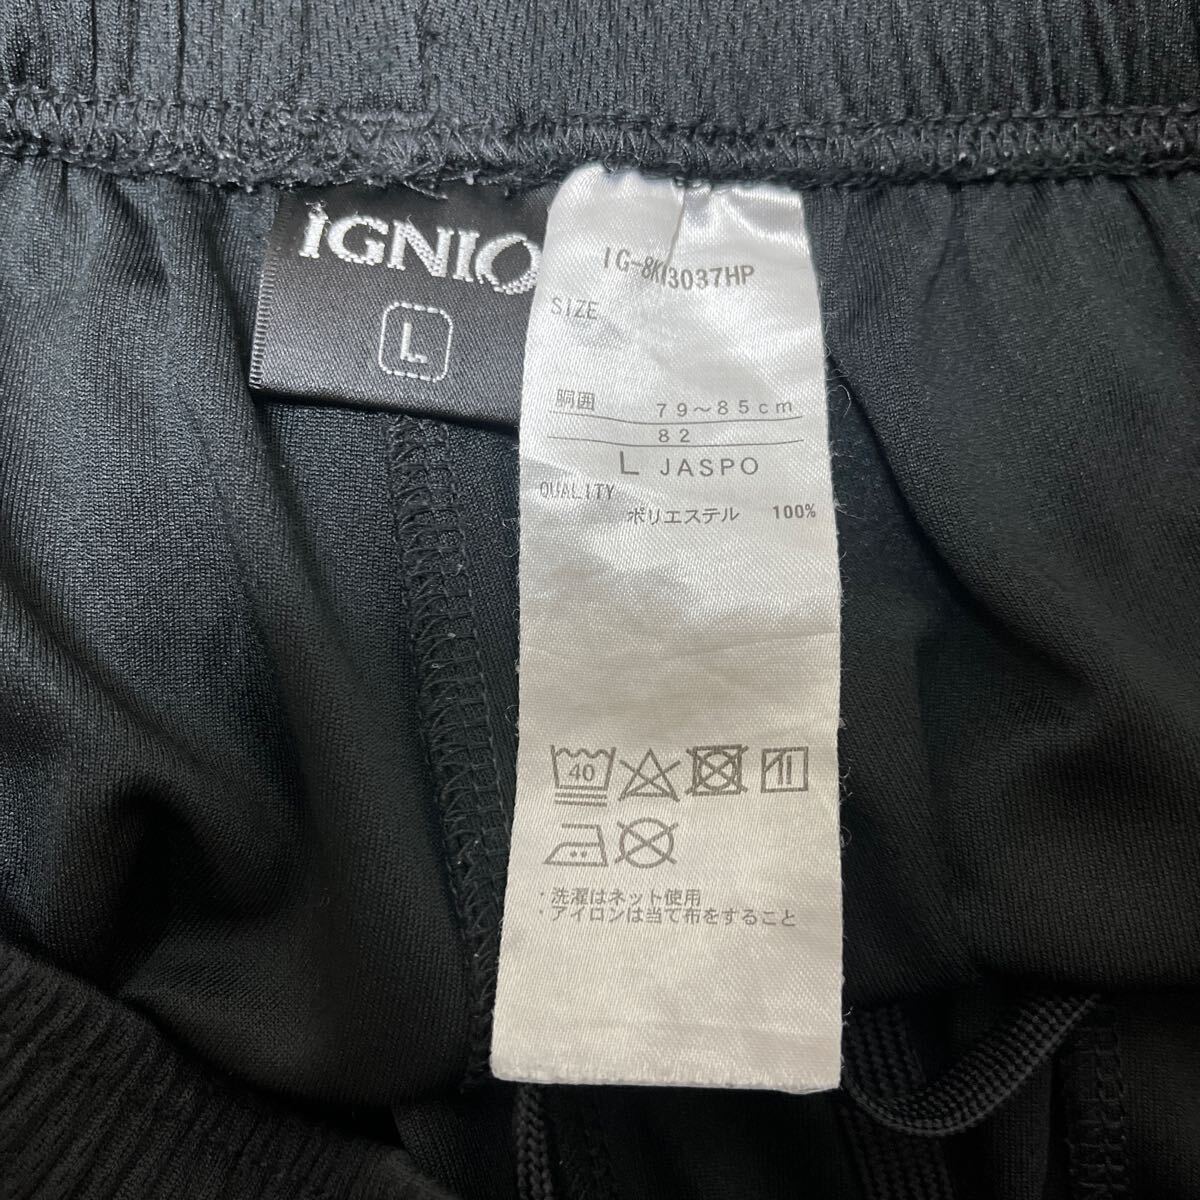 iGNIO
L
SIZE
胴囲 79～85cm
82
L JASPO
QUALITY
ポリエステル 100%
40
・洗濯はネット使用
・アイロンは当て布をすること